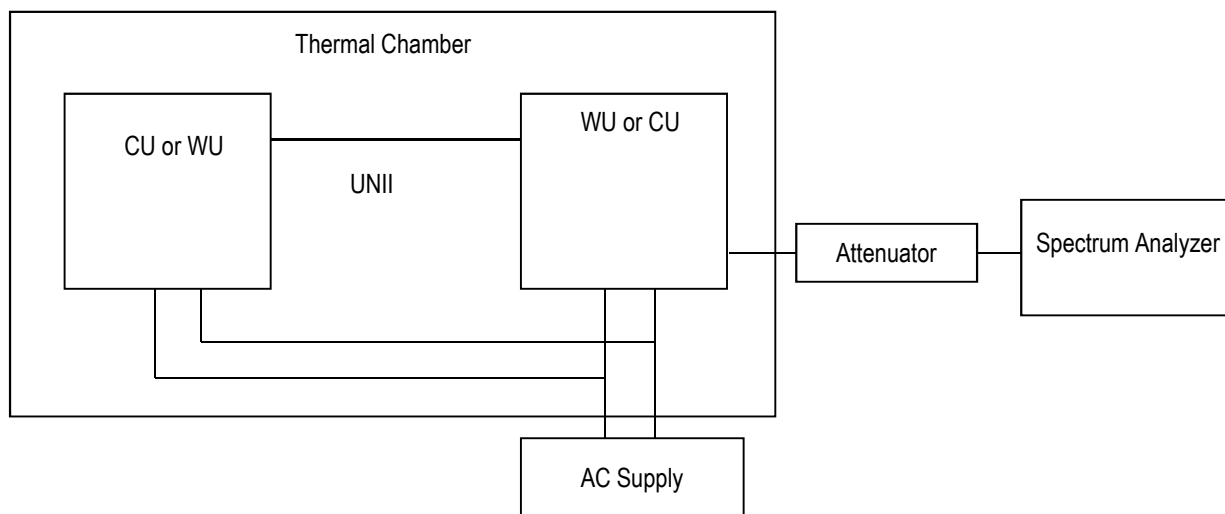 Thermal Chamber
CU or WU
WU or CU
UNII
Attenuator
Spectrum Analyzer
AC Supply